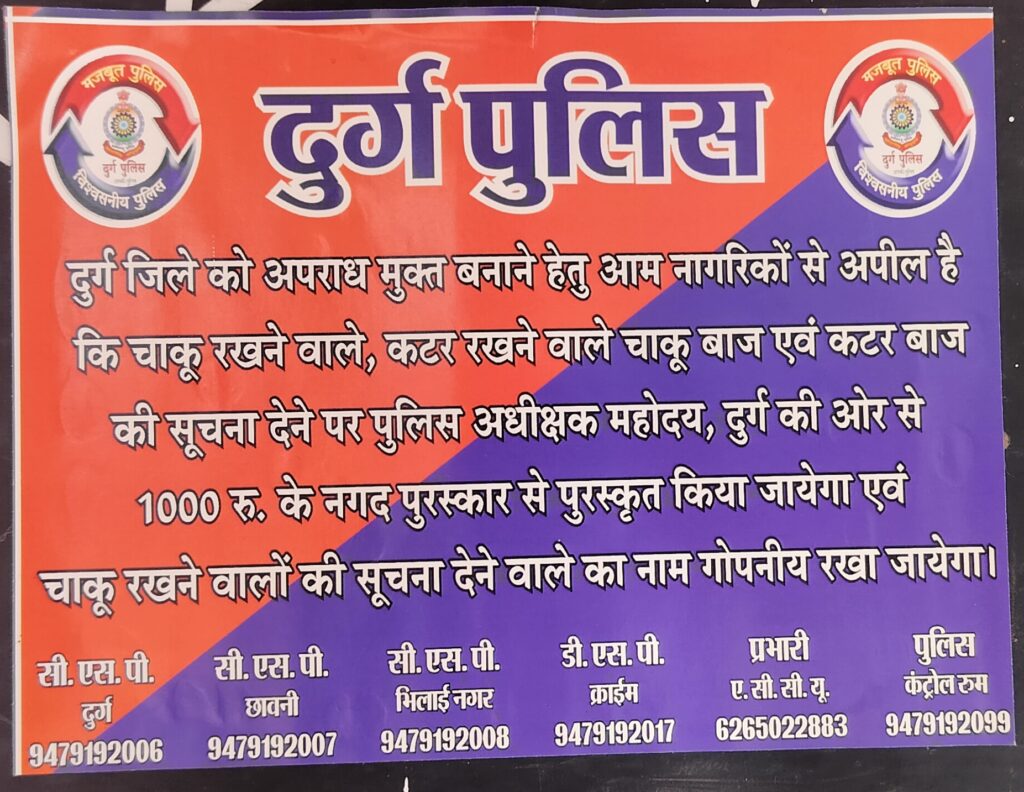 मजबूत पुलिस
दुर्ग पुलिस
विश्वसनीय पुलिस
दुर्ग पुलिस
मजबूत पुलिस
दुर्ग पुलिस
विश्वसनीय पुलिस
दुर्ग जिले को अपराध मुक्त बनाने हेतु आम नागरिकों से अपील है
कि चाकू रखने वाले, कटर रखने वाले चाकू बाज एवं कटर बाज
की सूचना देने पर पुलिस अधीक्षक महोदय, दुर्ग की ओर से
1000 रु. के नगद पुरस्कार से पुरस्कृत किया जायेगा एवं
चाकू रखने वालों की सूचना देने वाले का नाम गोपनीय रखा जायेगा।
सी. एस. पी. सी. एस. पी. सी. एस. पी. डी. एस. पी. प्रभारी पुलिस
दुर्ग छावनी भिलाई नगर क्राईम ए. सी. सी. यू. कंट्रोल रुम
9479192006 9479192007 9479192008 9479192017 6265022883 9479192099